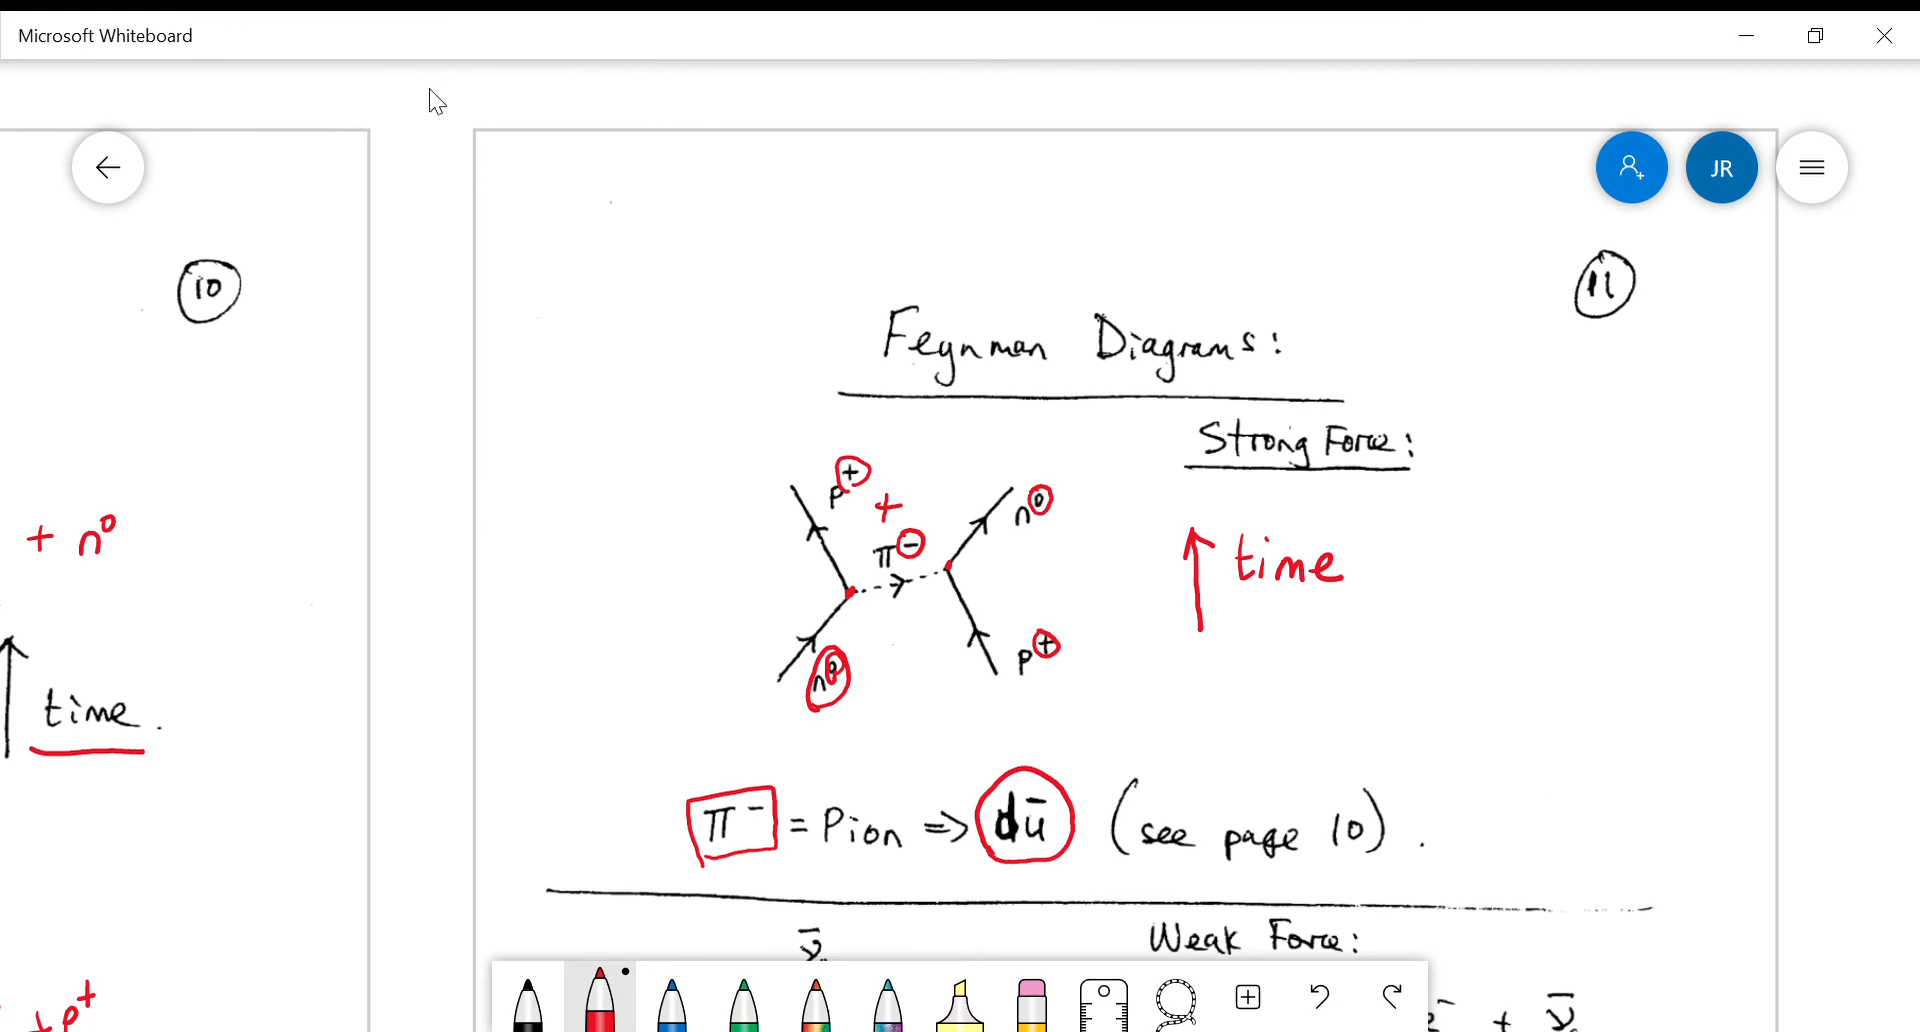 Microsoft Whiteboard
JR
10
11
Feynman Diagrams:
Strong Force:
p+
+
n0
π-
+ n0
time
n0
p+
time.
π- = Pion => dū (see page 10).
Weak Force:
ν̄
+ p+
+ ν̄